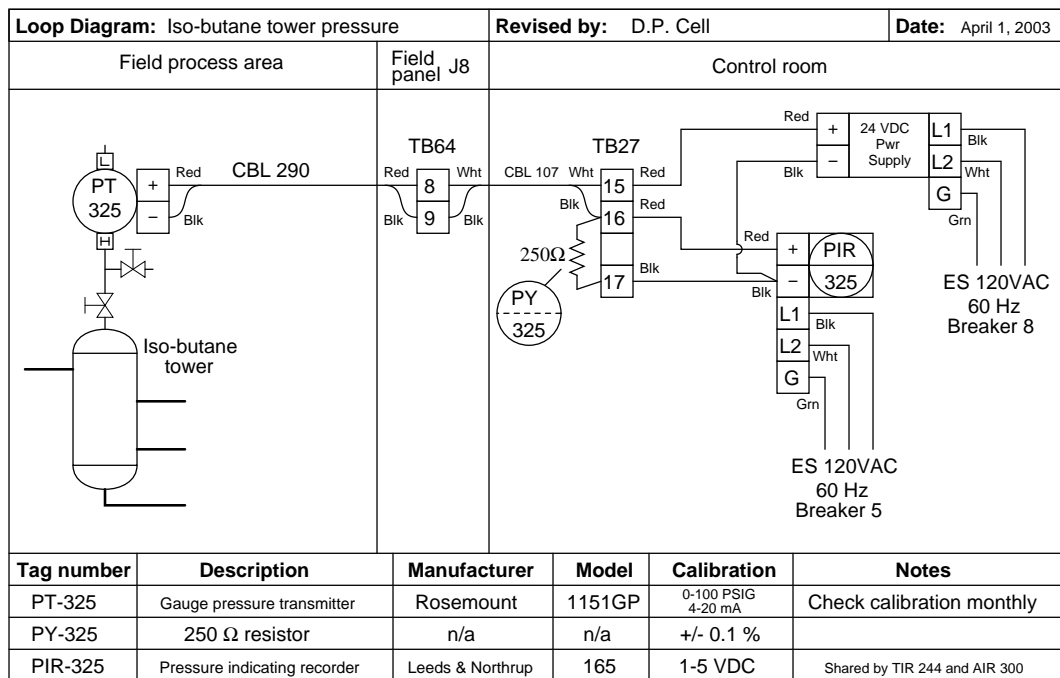 Loop Diagram: Iso-butane tower pressure
Revised by: D.P. Cell
Date: April 1, 2003
Field process area
Field panel J8
Control room
L
PT
325
H
+
−
Red
Blk
CBL 290
TB64
Red
Blk
8
9
Wht
Blk
CBL 107
Wht
Blk
TB27
15
16
17
Red
Red
Blk
250Ω
PY
325
Red
Blk
+
−
24 VDC
Pwr
Supply
L1
L2
G
Blk
Wht
Grn
ES 120VAC
60 Hz
Breaker 8
Red
Blk
+
−
PIR
325
L1
L2
G
Blk
Wht
Grn
ES 120VAC
60 Hz
Breaker 5
Iso-butane
tower
Tag number Description Manufacturer Model Calibration Notes
PT-325 Gauge pressure transmitter Rosemount 1151GP 0-100 PSIG 4-20 mA Check calibration monthly
PY-325 250 Ω resistor n/a n/a +/- 0.1 %
PIR-325 Pressure indicating recorder Leeds & Northrup 165 1-5 VDC Shared by TIR 244 and AIR 300